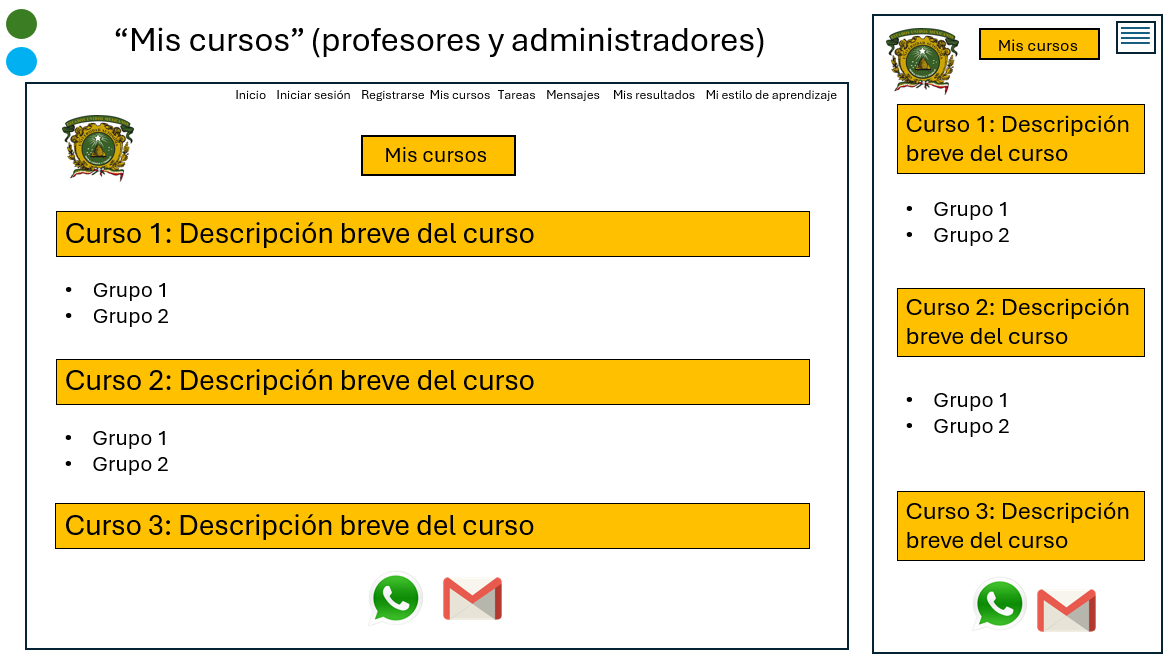 “Mis cursos” (profesores y administradores)
Inicio Iniciar sesión Registrarse Mis cursos Tareas Mensajes Mis resultados Mi estilo de aprendizaje
Mis cursos
Curso 1: Descripción breve del curso
• Grupo 1
• Grupo 2
Curso 2: Descripción breve del curso
• Grupo 1
• Grupo 2
Curso 3: Descripción breve del curso
Mis cursos
Curso 1: Descripción
breve del curso
• Grupo 1
• Grupo 2
Curso 2: Descripción
breve del curso
• Grupo 1
• Grupo 2
Curso 3: Descripción
breve del curso